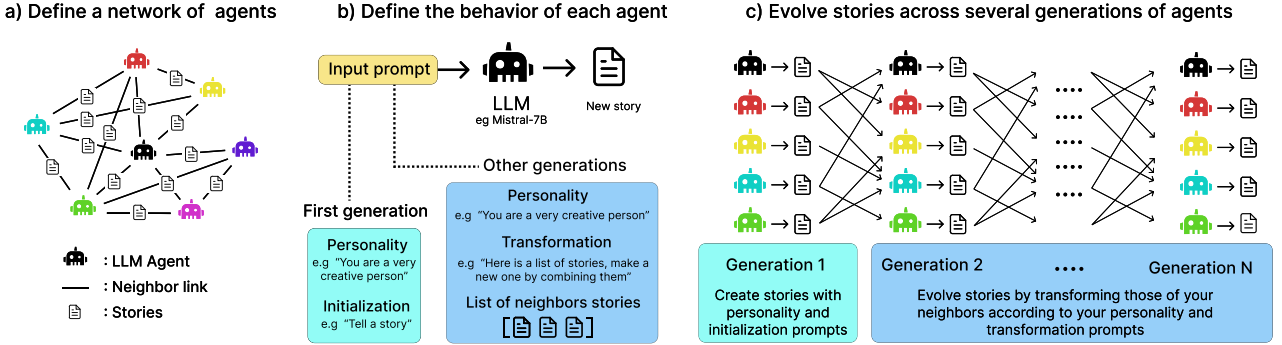 a) Define a network of agents
: LLM Agent
: Neighbor link
: Stories
b) Define the behavior of each agent
Input prompt
LLM
eg Mistral-7B
New story
Other generations
First generation
Personality
e.g “You are a very
creative person”
Initialization
e.g “Tell a story”
Personality
e.g “You are a very creative person”
Transformation
e.g “Here is a list of stories, make a
new one by combining them”
List of neighbors stories
[ ]
c) Evolve stories across several generations of agents
....
....
....
....
....
....
Generation 1
Create stories with
personality and
initialization prompts
Generation 2 .... Generation N
Evolve stories by transforming those of your
neighbors according to your personality and
transformation prompts